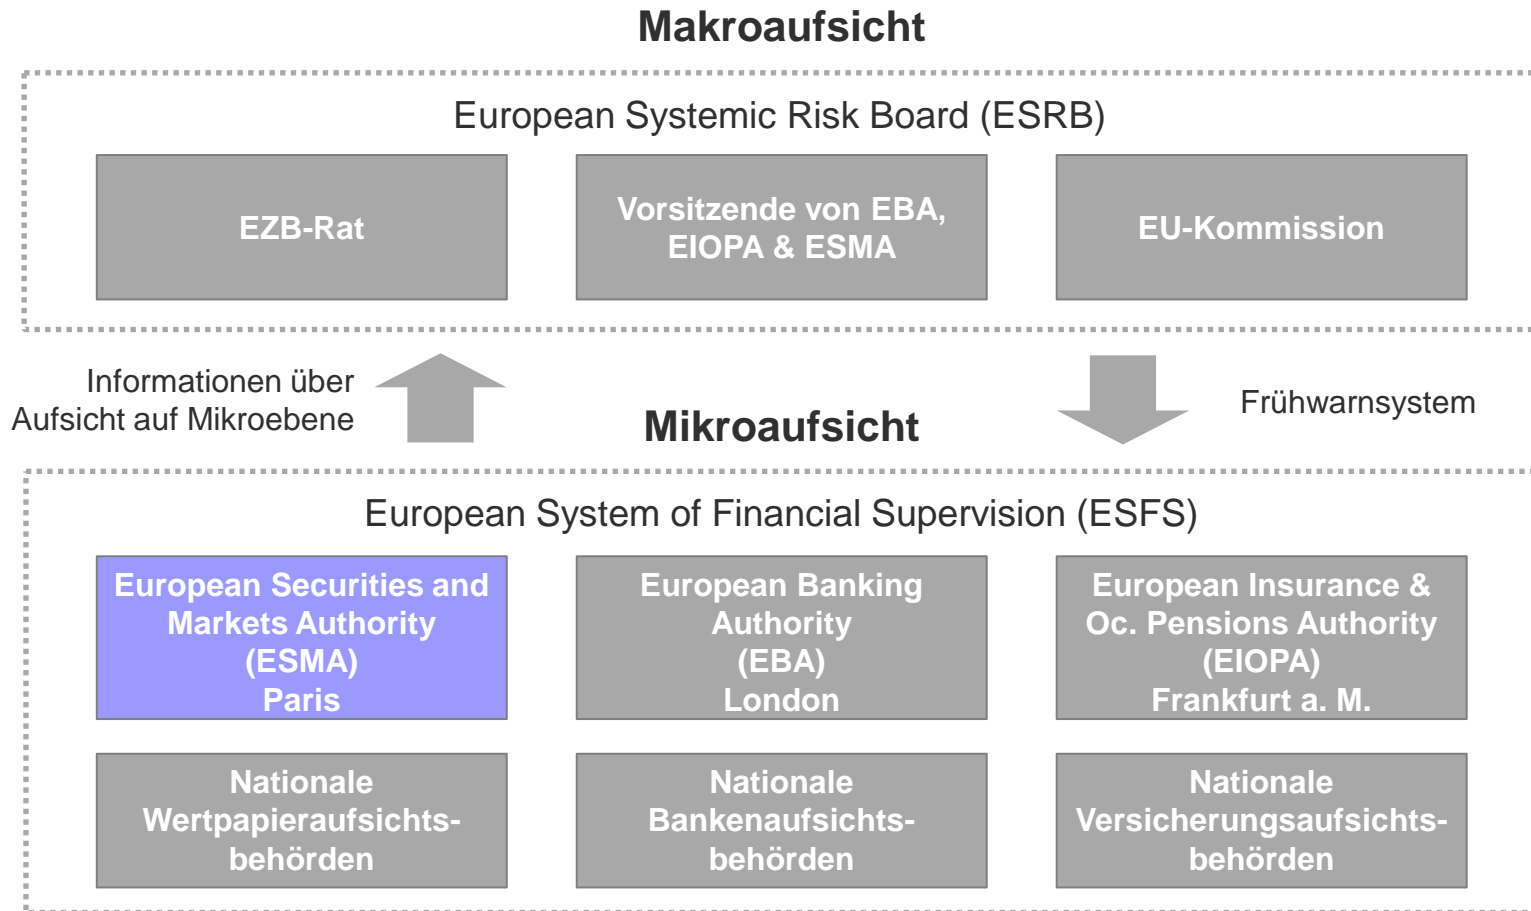 Makroaufsicht
European Systemic Risk Board (ESRB)
EZB-Rat
Vorsitzende von EBA,
EIOPA & ESMA
EU-Kommission
Informationen über
Aufsicht auf Mikroebene
Mikroaufsicht
Frühwarnsystem
European System of Financial Supervision (ESFS)
European Securities and
Markets Authority
(ESMA)
Paris
European Banking
Authority
(EBA)
London
European Insurance &
Oc. Pensions Authority
(EIOPA)
Frankfurt a. M.
Nationale
Wertpapieraufsichts-
behörden
Nationale
Bankenaufsichts-
behörden
Nationale
Versicherungsaufsichts-
behörden